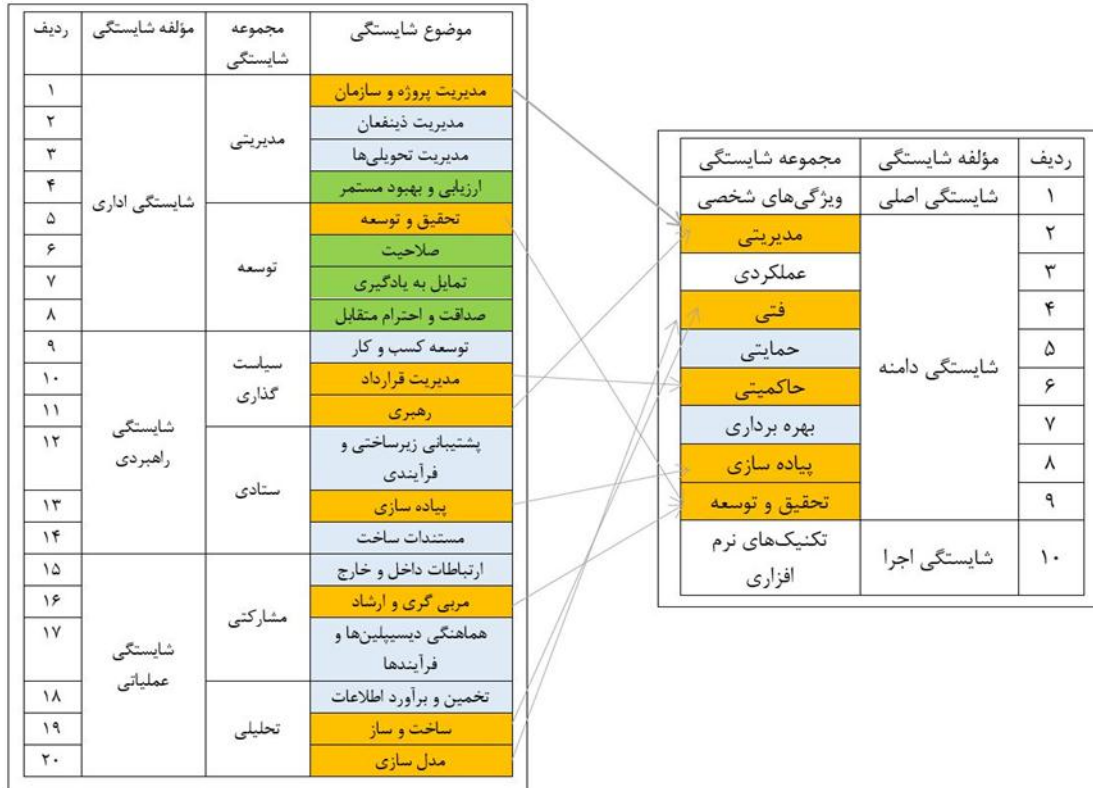 ردیف مؤلفه شایستگی مجموعه شایستگی موضوع شایستگی
۱ شایستگی اداری مدیریتی مدیریت پروژه و سازمان
۲ مدیریت ذینفعان
۳ مدیریت تحویلی‌ها
۴ ارزیابی و بهبود مستمر
۵ توسعه تحقیق و توسعه
۶ صلاحیت
۷ تمایل به یادگیری
۸ صداقت و احترام متقابل
۹ شایستگی راهبردی سیاست گذاری توسعه کسب و کار
۱۰ مدیریت قرارداد
۱۱ رهبری
۱۲ ستادی پشتیبانی زیرساختی و فرآیندی
۱۳ پیاده سازی
۱۴ مستندات ساخت
۱۵ شایستگی عملیاتی مشارکتی ارتباطات داخل و خارج
۱۶ مربی گری و ارشاد
۱۷ هماهنگی دیسیپلین‌ها و فرآیندها
۱۸ تحلیلی تخمین و برآورد اطلاعات
۱۹ ساخت و ساز
۲۰ مدل سازی
ردیف مؤلفه شایستگی مجموعه شایستگی
۱ شایستگی اصلی ویژگی‌های شخصی
۲ شایستگی دامنه مدیریتی
۳ عملکردی
۴ فنی
۵ حمایتی
۶ حاکمیتی
۷ بهره برداری
۸ پیاده سازی
۹ تحقیق و توسعه
۱۰ شایستگی اجرا تکنیک‌های نرم افزاری